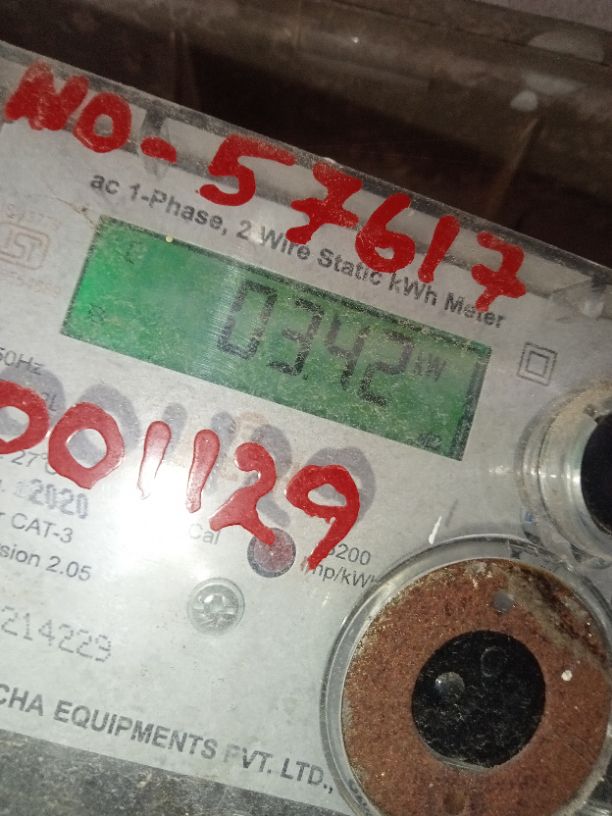 NO-57617
ac 1-Phase, 2 Wire Static kWh Meter
0342 kW
50Hz
001129
27°C
2020
CAT-3
Cal
3200
imp/kWh
sion 2.05
214229
CHA EQUIPMENTS PVT. LTD.,